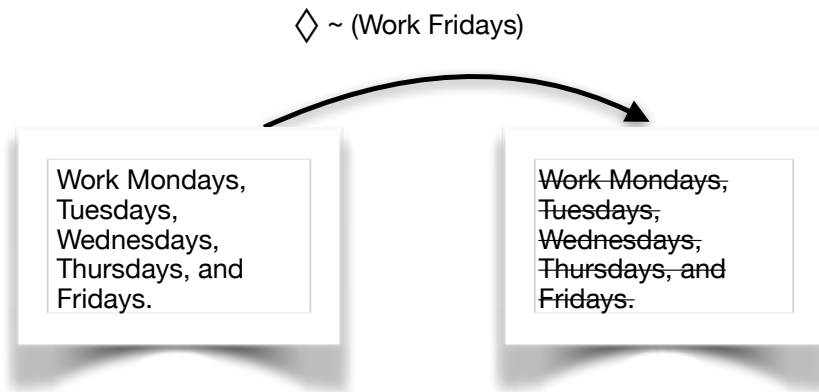 ◊ ~ (Work Fridays)
Work Mondays,
Tuesdays,
Wednesdays,
Thursdays, and
Fridays.
Work Mondays,
Tuesdays,
Wednesdays,
Thursdays, and
Fridays.